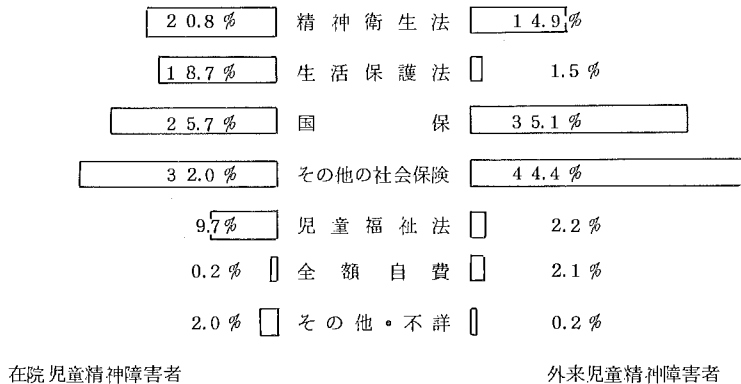 20.8% 精神衛生法 14.9%
18.7% 生活保護法 1.5%
25.7% 国保 35.1%
32.0% その他の社会保険 44.4%
9.7% 児童福祉法 2.2%
0.2% 全額自費 2.1%
2.0% その他・不詳 0.2%
在院児童精神障害者 外来児童精神障害者